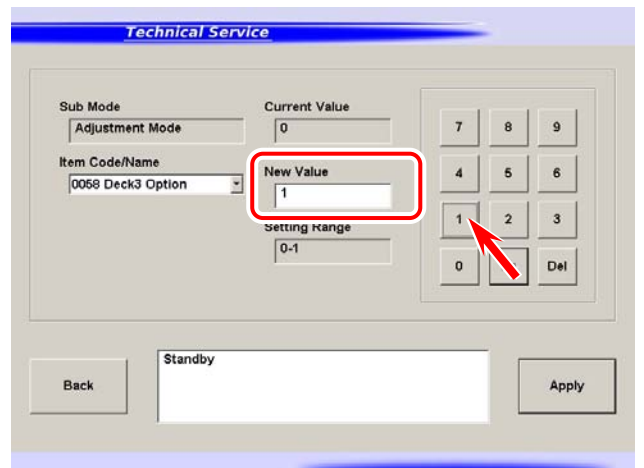 Technical Service
Sub Mode
Adjustment Mode
Item Code/Name
0058 Deck3 Option
Current Value
0
New Value
1
Setting Range
0-1
7 8 9
4 5 6
1 2 3
0 Del
Back
Standby
Apply